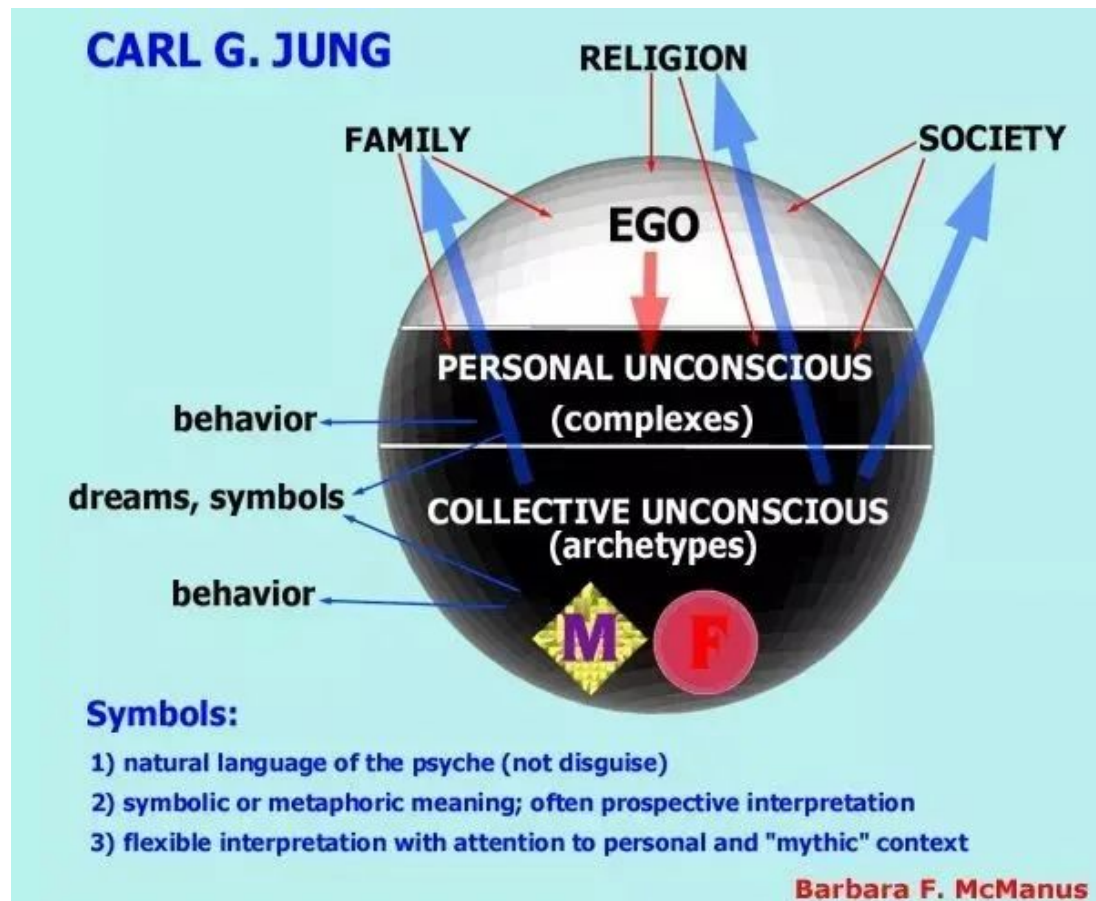 CARL G. JUNG
RELIGION
FAMILY
SOCIETY
EGO
PERSONAL UNCONSCIOUS
(complexes)
behavior
dreams, symbols
COLLECTIVE UNCONSCIOUS
(archetypes)
behavior
M
F
Symbols:
1) natural language of the psyche (not disguise)
2) symbolic or metaphoric meaning; often prospective interpretation
3) flexible interpretation with attention to personal and "mythic" context
Barbara F. McManus